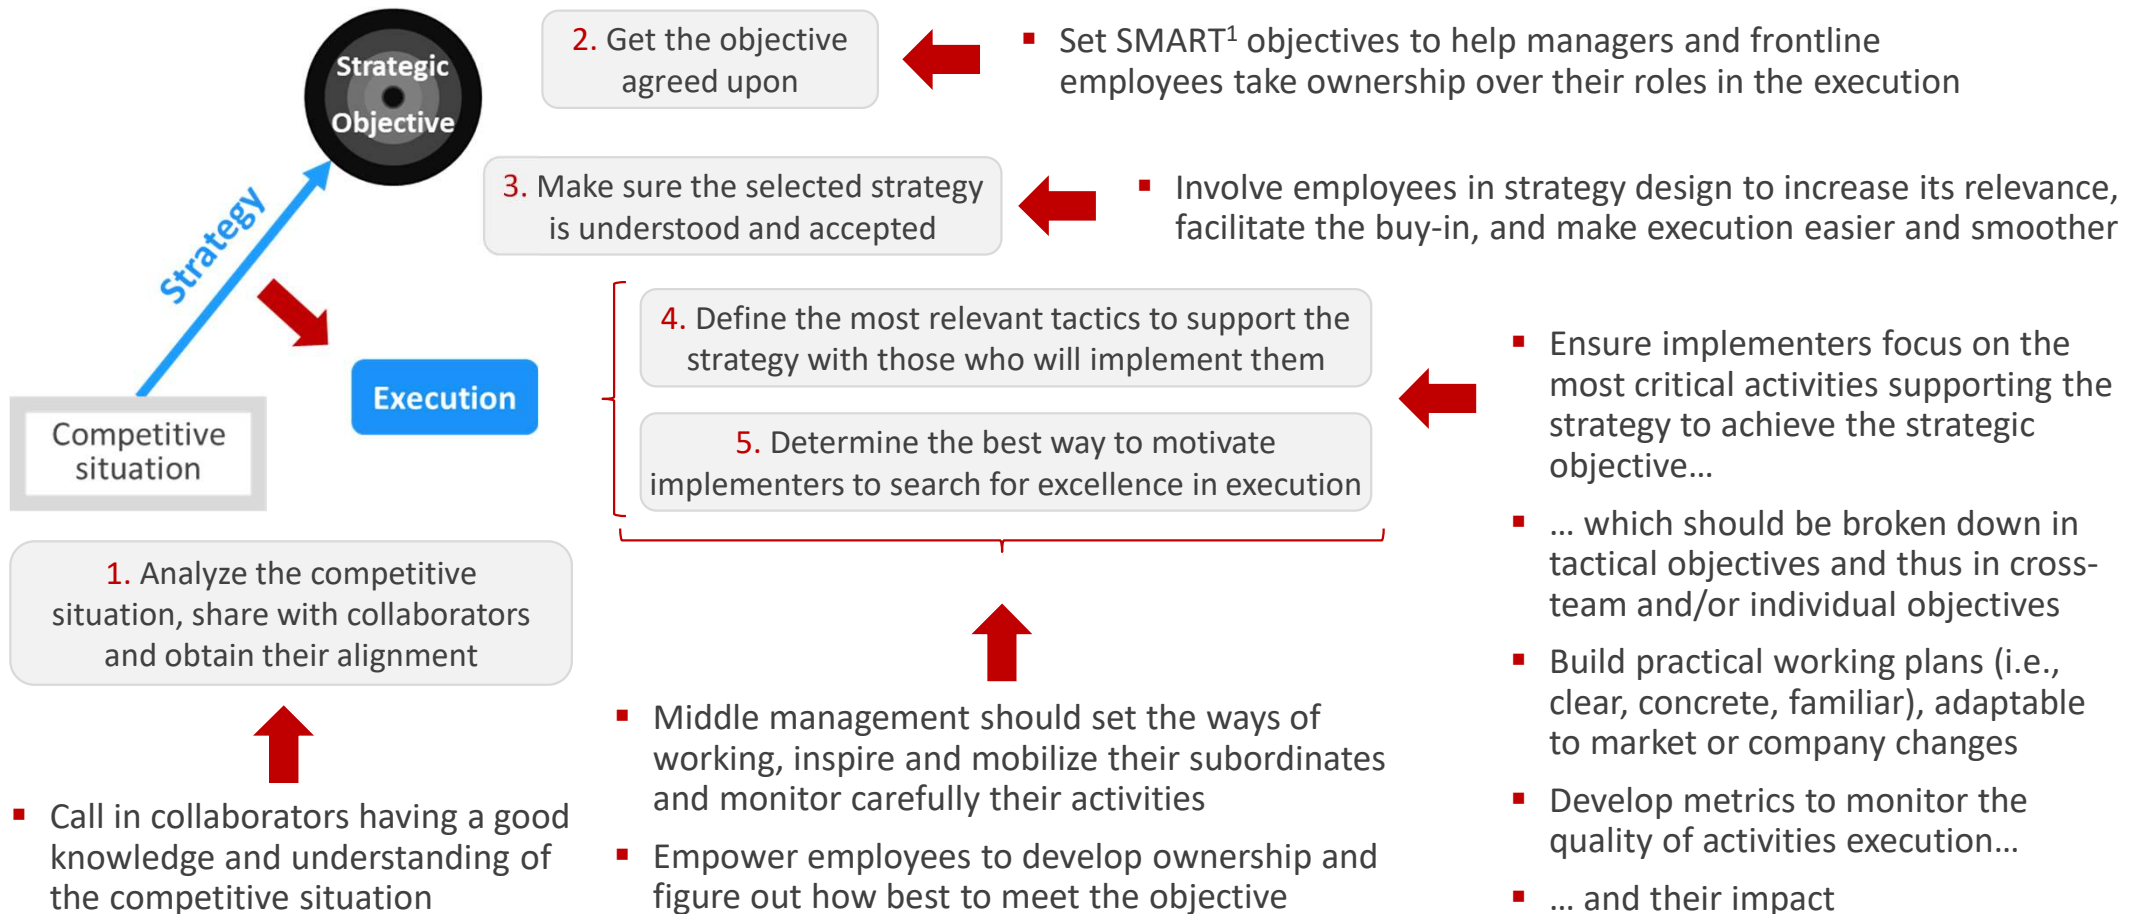 Strategic
Objective
Strategy
Competitive
situation
Execution
2. Get the objective
agreed upon
▪ Set SMART¹ objectives to help managers and frontline
employees take ownership over their roles in the execution
3. Make sure the selected strategy
is understood and accepted
▪ Involve employees in strategy design to increase its relevance,
facilitate the buy-in, and make execution easier and smoother
4. Define the most relevant tactics to support the
strategy with those who will implement them
5. Determine the best way to motivate
implementers to search for excellence in execution
▪ Ensure implementers focus on the
most critical activities supporting the
strategy to achieve the strategic
objective…
▪ … which should be broken down in
tactical objectives and thus in cross-
team and/or individual objectives
▪ Build practical working plans (i.e.,
clear, concrete, familiar), adaptable
to market or company changes
▪ Develop metrics to monitor the
quality of activities execution…
▪ … and their impact
1. Analyze the competitive
situation, share with collaborators
and obtain their alignment
▪ Call in collaborators having a good
knowledge and understanding of
the competitive situation
▪ Middle management should set the ways of
working, inspire and mobilize their subordinates
and monitor carefully their activities
▪ Empower employees to develop ownership and
figure out how best to meet the objective